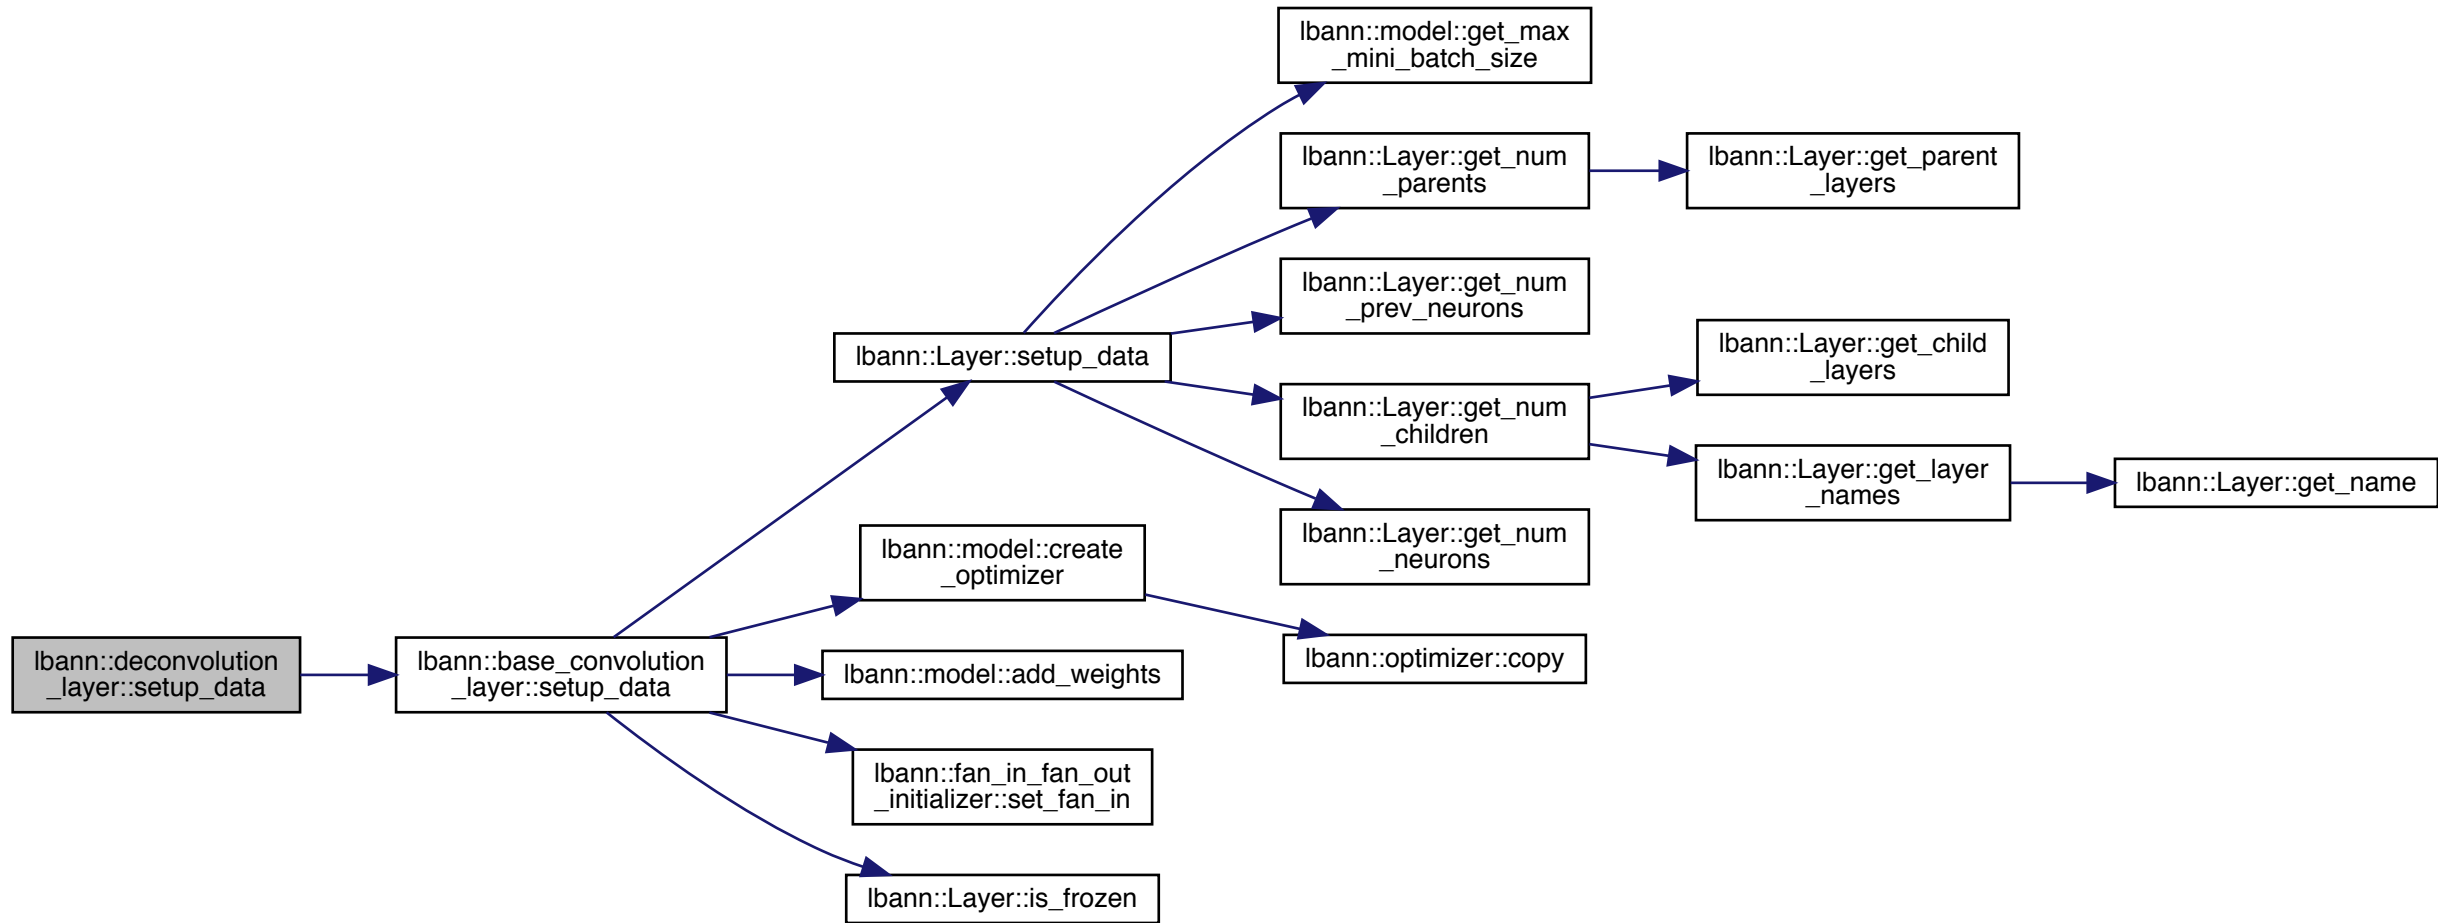 lbann::model::get_max
_mini_batch_size
lbann::Layer::get_num
_parents
lbann::Layer::get_parent
_layers
lbann::Layer::get_num
_prev_neurons
lbann::Layer::setup_data
lbann::Layer::get_child
_layers
lbann::Layer::get_num
_children
lbann::Layer::get_layer
_names
lbann::Layer::get_name
lbann::Layer::get_num
_neurons
lbann::model::create
_optimizer
lbann::optimizer::copy
lbann::deconvolution
_layer::setup_data
lbann::base_convolution
_layer::setup_data
lbann::model::add_weights
lbann::fan_in_fan_out
_initializer::set_fan_in
lbann::Layer::is_frozen